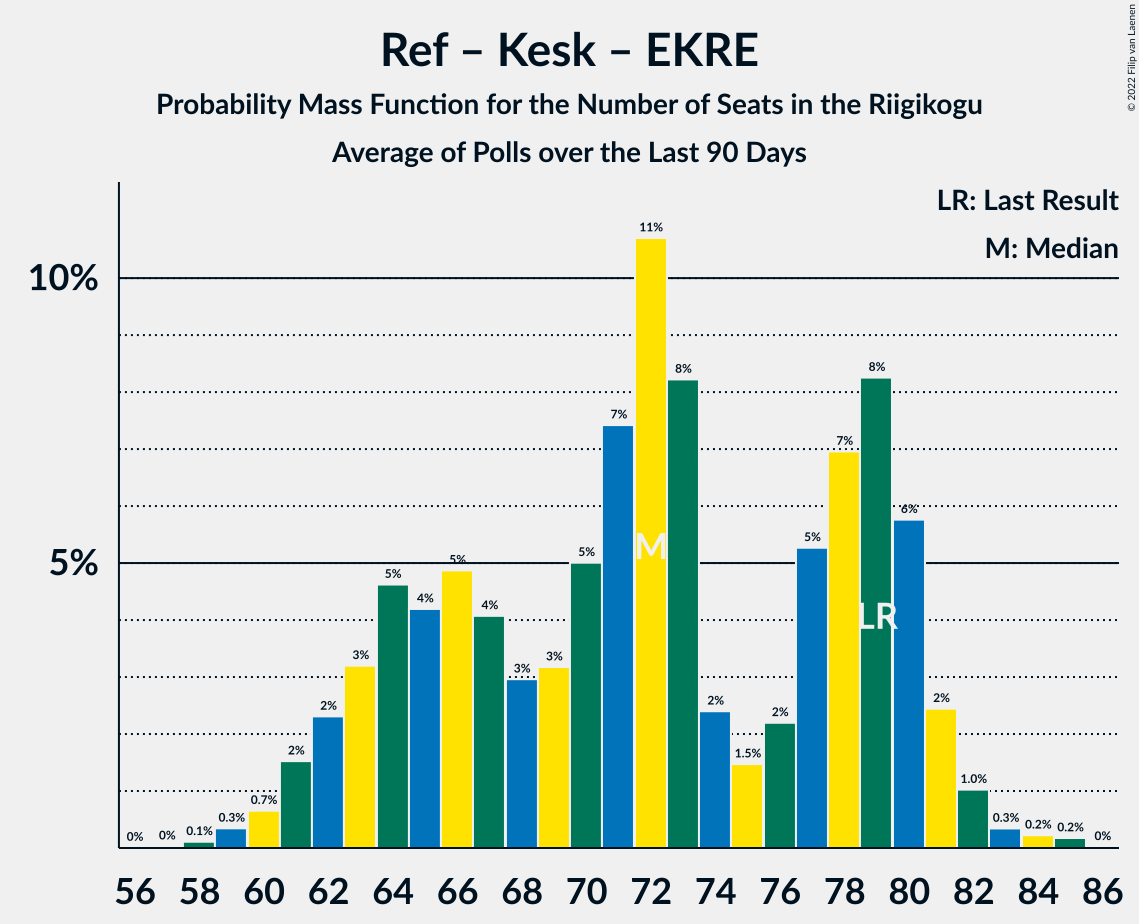 © 2022 Filip van Laenen
Ref – Kesk – EKRE
Probability Mass Function for the Number of Seats in the Riigikogu
Average of Polls over the Last 90 Days
LR: Last Result
M: Median
10%
5%
0% 0% 0.1% 0.3% 0.7% 2% 2% 3% 5% 4% 5% 4% 3% 3% 5% 7% 11% 8% 2% 1.5% 2% 5% 7% 8% 6% 2% 1.0% 0.3% 0.2% 0.2% 0%
M
LR
56 58 60 62 64 66 68 70 72 74 76 78 80 82 84 86